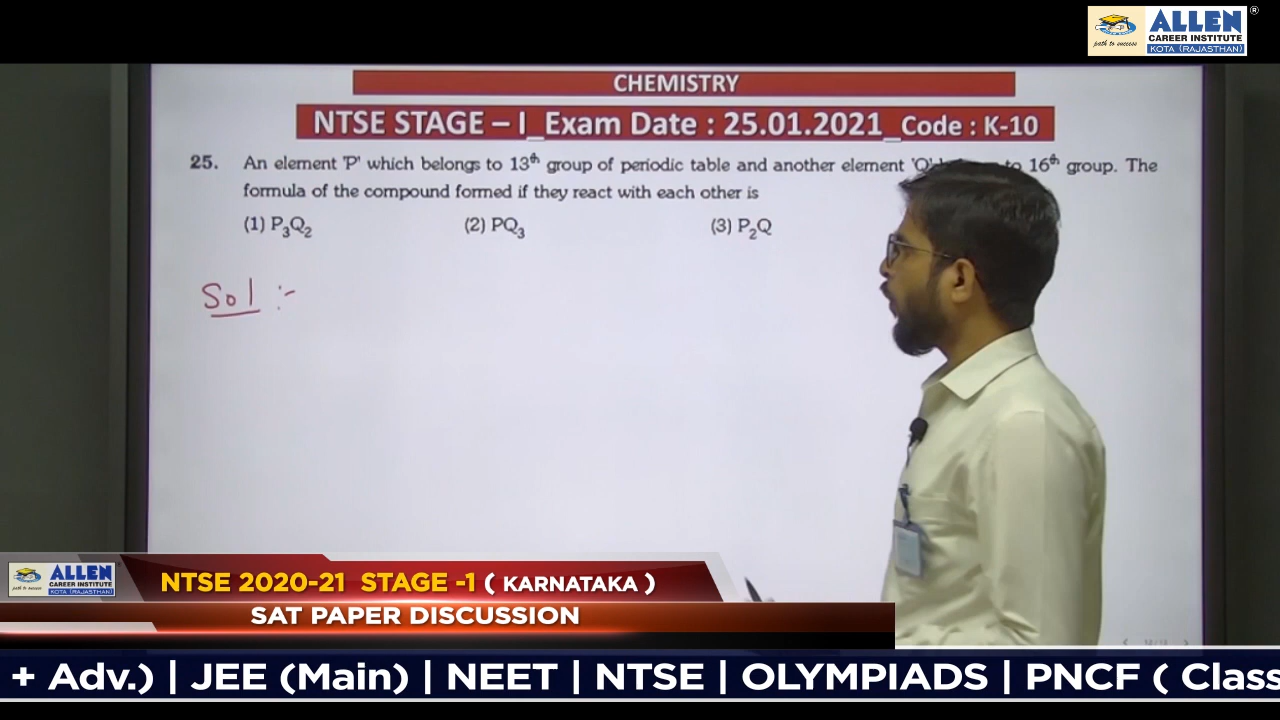 ALLEN
CAREER INSTITUTE
KOTA (RAJASTHAN)
path to success
®
CHEMISTRY
NTSE STAGE – I_Exam Date : 25.01.2021_Code : K-10
25. An element 'P' which belongs to 13th group of periodic table and another element 'Q' to 16th group. The
formula of the compound formed if they react with each other is
(1) P₃Q₂ (2) PQ₃ (3) P₂Q
Sol :-
ALLEN
CAREER INSTITUTE
KOTA (RAJASTHAN)
path to success
NTSE 2020-21 STAGE -1 ( KARNATAKA )
SAT PAPER DISCUSSION
+ Adv.) | JEE (Main) | NEET | NTSE | OLYMPIADS | PNCF ( Class